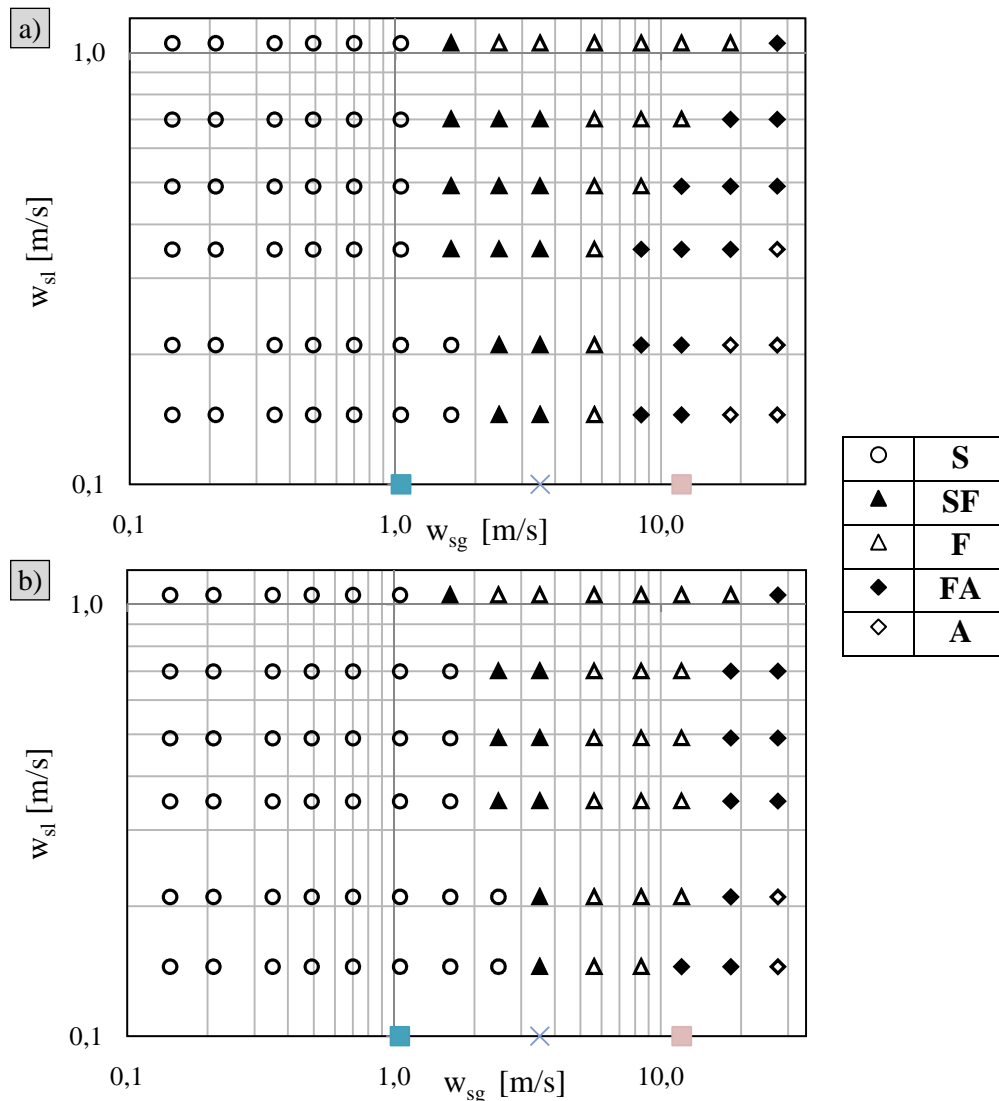 a)
1,0
w_sl [m/s]
0,1
0,1 1,0 10,0
w_sg [m/s]
S
SF
F
FA
A
b)
1,0
w_sl [m/s]
0,1
0,1 1,0 10,0
w_sg [m/s]